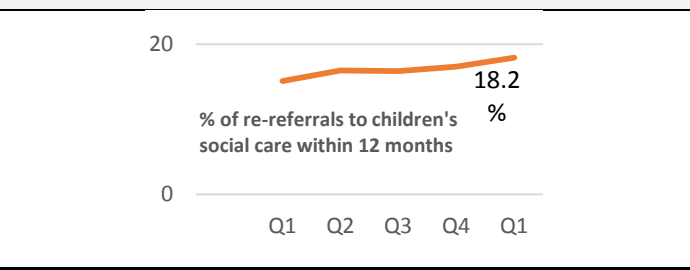 20
18.2
%
% of re-referrals to children's
social care within 12 months
0
Q1 Q2 Q3 Q4 Q1